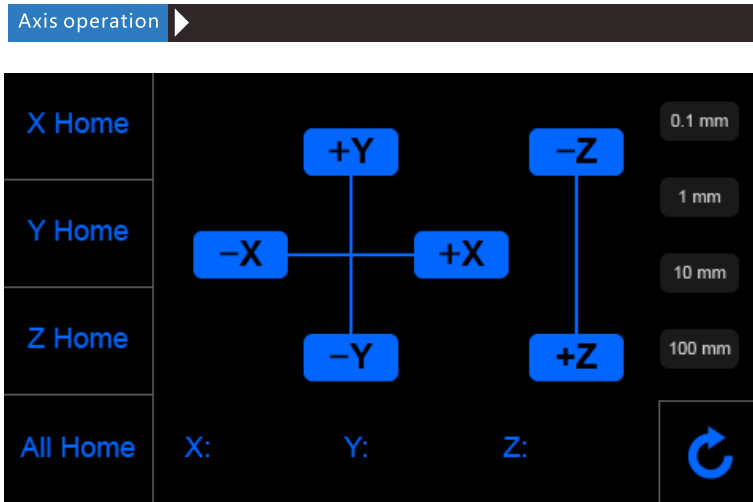 Axis operation
X Home
Y Home
Z Home
All Home
+Y
−X
+X
−Y
−Z
+Z
0.1 mm
1 mm
10 mm
100 mm
X:
Y:
Z: